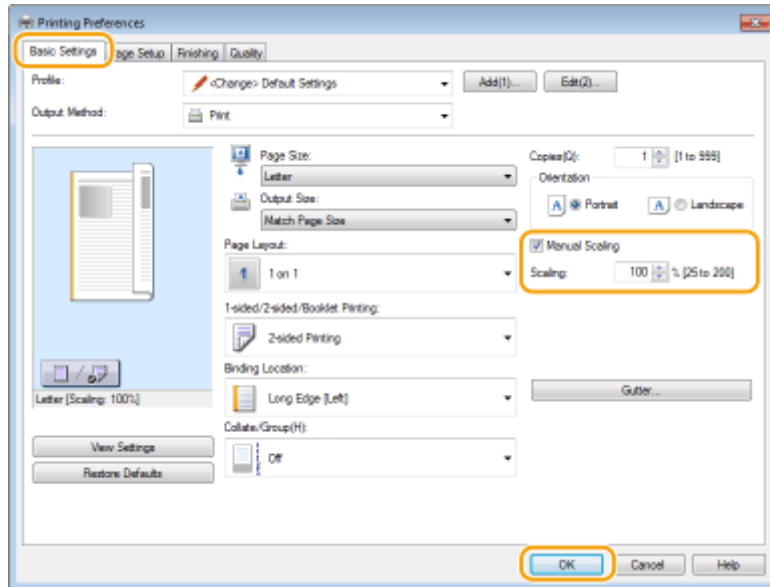 Printing Preferences
Basic Settings Page Setup Finishing Quality
Profile: <Change> Default Settings Add(1)... Edit(2)...
Output Method: Print
Page Size:
Letter
Output Size:
Match Page Size
Page Layout:
1 1 on 1
1-sided/2-sided/Booklet Printing:
2-sided Printing
Binding Location:
Long Edge [Left]
Collate/Group(H):
Off
Copies(Q): 1 [1 to 999]
Orientation
A Portrait A Landscape
Manual Scaling
Scaling: 100 % [25 to 200]
Gutter...
Letter [Scaling: 100%]
View Settings
Restore Defaults
OK Cancel Help